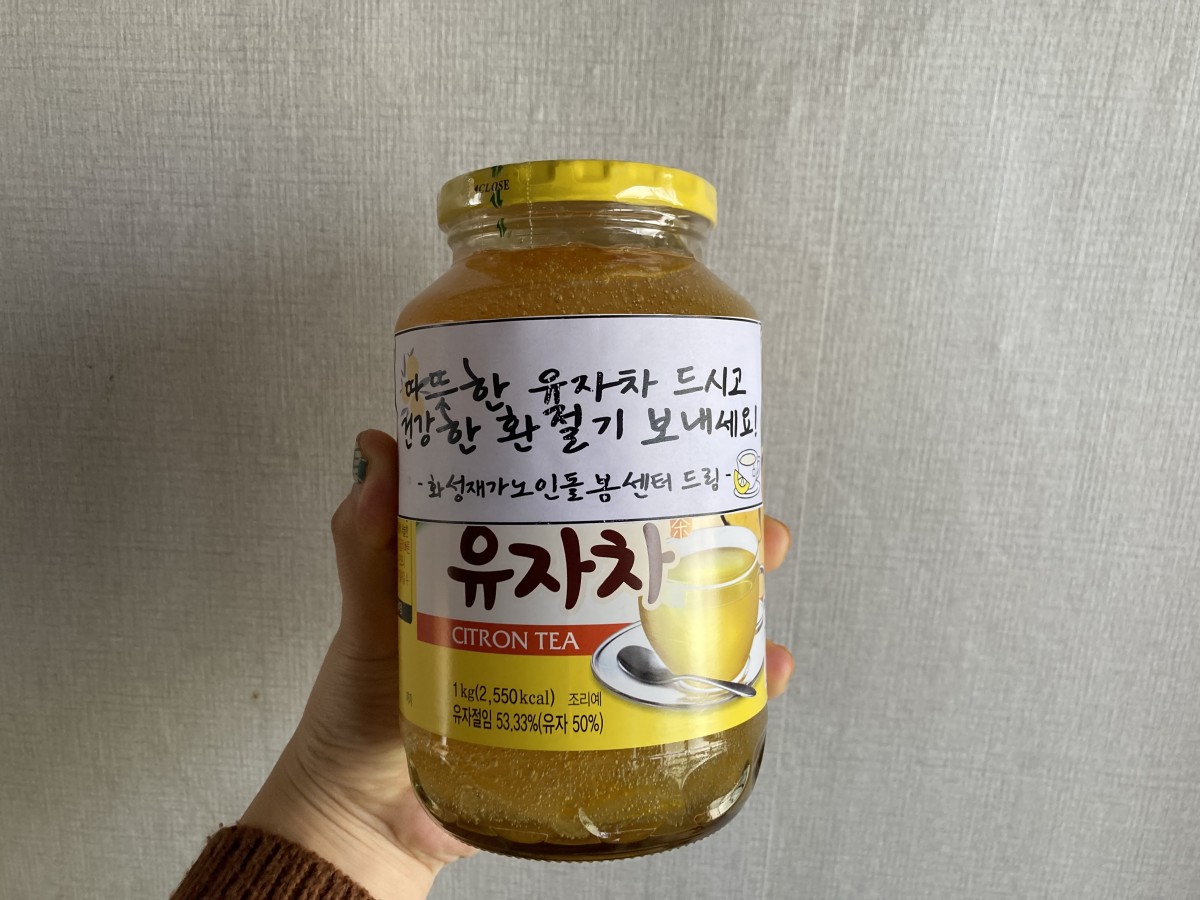 ACLOSE
따뜻한 유자차 드시고
건강한 환절기 보내세요!
- 화성재가노인돌봄센터 드림 -
유자차
CITRON TEA
1kg(2,550kcal) 조리예
유자절임 53.33%(유자 50%)